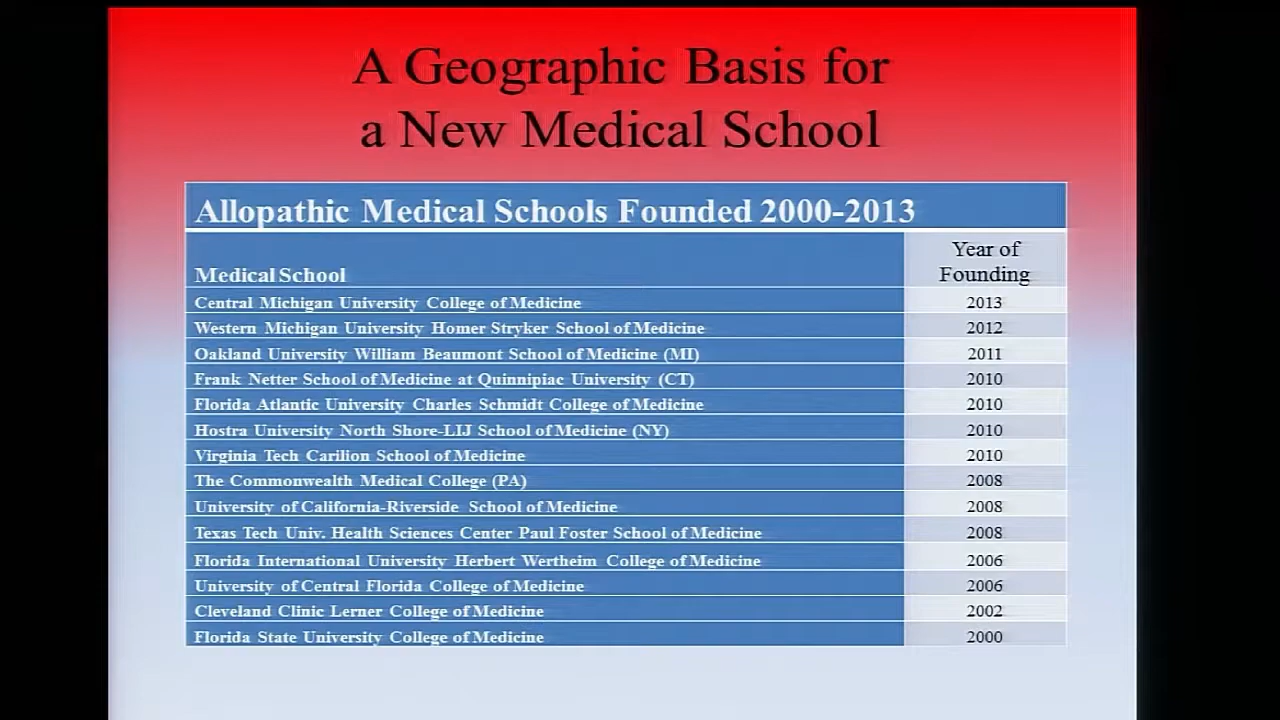 A Geographic Basis for
a New Medical School
Allopathic Medical Schools Founded 2000-2013
Medical School Year of Founding
Central Michigan University College of Medicine 2013
Western Michigan University Homer Stryker School of Medicine 2012
Oakland University William Beaumont School of Medicine (MI) 2011
Frank Netter School of Medicine at Quinnipiac University (CT) 2010
Florida Atlantic University Charles Schmidt College of Medicine 2010
Hostra University North Shore-LIJ School of Medicine (NY) 2010
Virginia Tech Carilion School of Medicine 2010
The Commonwealth Medical College (PA) 2008
University of California-Riverside School of Medicine 2008
Texas Tech Univ. Health Sciences Center Paul Foster School of Medicine 2008
Florida International University Herbert Wertheim College of Medicine 2006
University of Central Florida College of Medicine 2006
Cleveland Clinic Lerner College of Medicine 2002
Florida State University College of Medicine 2000